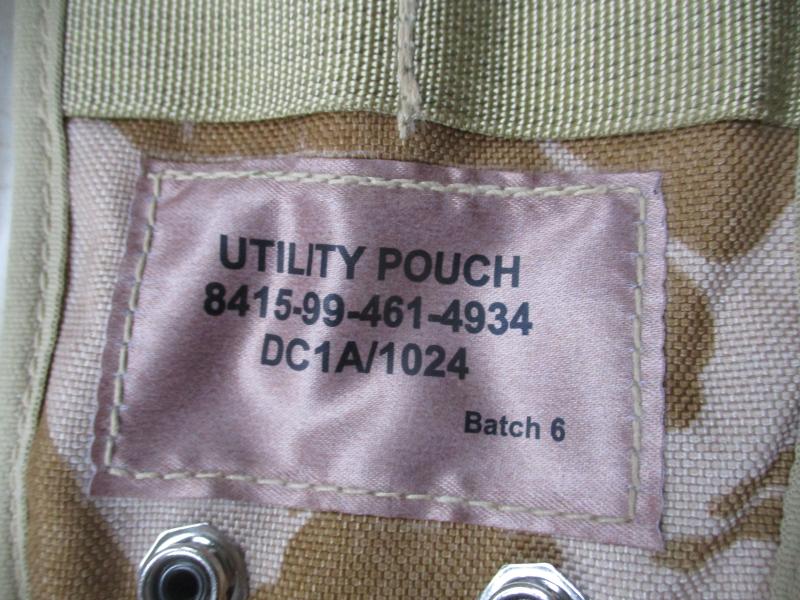 UTILITY POUCH
8415-99-461-4934
DC1A/1024
Batch 6